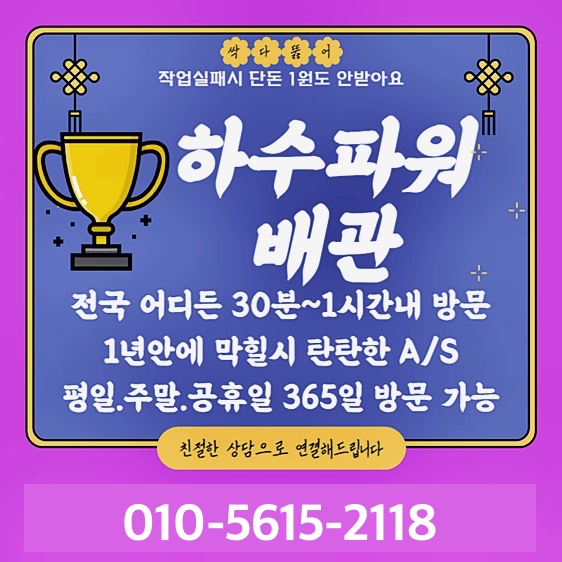 싹다뚫어
작업실패시 단돈 1원도 안받아요
하수파워
배관
전국 어디든 30분~1시간내 방문
1년안에 막힐시 탄탄한 A/S
평일.주말.공휴일 365일 방문 가능
친절한 상담으로 연결해드립니다
010-5615-2118